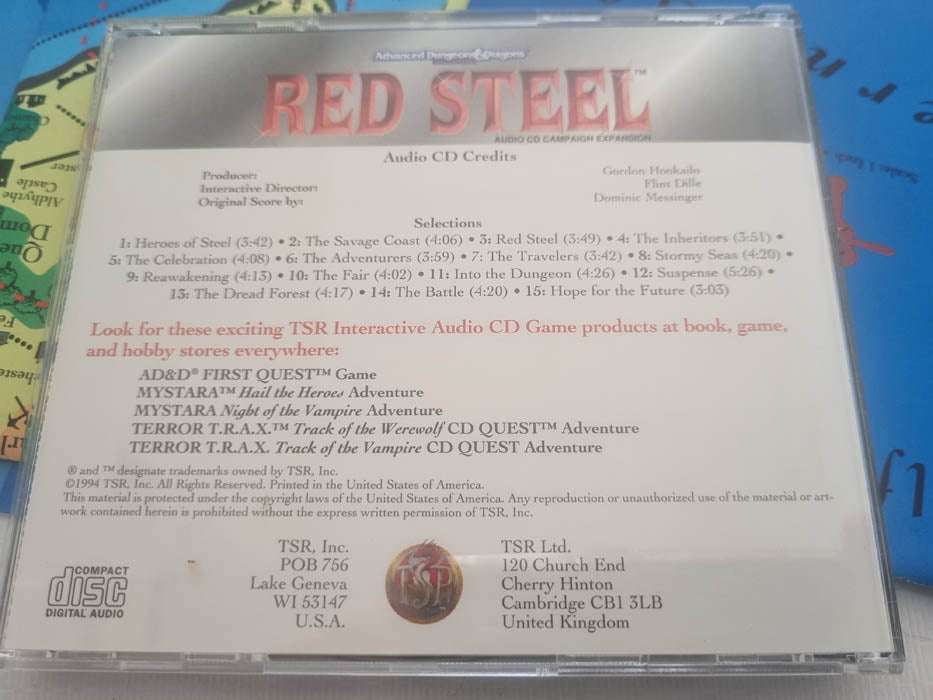 Advanced Dungeons & Dragons
RED STEEL™
AUDIO CD CAMPAIGN EXPANSION
Audio CD Credits
Producer: Gordon Hookailo
Interactive Director: Flint Dille
Original Score by: Dominic Messinger
Selections
1: Heroes of Steel (3:42) • 2: The Savage Coast (4:06) • 3: Red Steel (3:49) • 4: The Inheritors (3:51) •
5: The Celebration (4:08) • 6: The Adventurers (3:59) • 7: The Travelers (3:42) • 8: Stormy Seas (4:20) •
9: Reawakening (4:13) • 10: The Fair (4:02) • 11: Into the Dungeon (4:26) • 12: Suspense (5:26) •
13: The Dread Forest (4:17) • 14: The Battle (4:20) • 15: Hope for the Future (3:03)
Look for these exciting TSR Interactive Audio CD Game products at book, game,
and hobby stores everywhere:
AD&D® FIRST QUEST™ Game
MYSTARA™ Hail the Heroes Adventure
MYSTARA Night of the Vampire Adventure
TERROR T.R.A.X.™ Track of the Werewolf CD QUEST™ Adventure
TERROR T.R.A.X. Track of the Vampire CD QUEST Adventure
® and ™ designate trademarks owned by TSR, Inc.
©1994 TSR, Inc. All Rights Reserved. Printed in the United States of America.
This material is protected under the copyright laws of the United States of America. Any reproduction or unauthorized use of the material or art-
work contained herein is prohibited without the express written permission of TSR, Inc.
COMPACT
disc
DIGITAL AUDIO
TSR, Inc.
POB 756
Lake Geneva
WI 53147
U.S.A.
TSR
TSR Ltd.
120 Church End
Cherry Hinton
Cambridge CB1 3LB
United Kingdom
Castle
Aldhythe